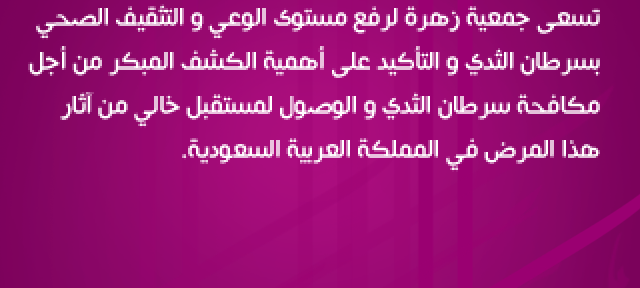 تسعى جمعية زهرة لرفع مستوى الوعي و التثقيف الصحي
بسرطان الثدي و التأكيد على أهمية الكشف المبكر من أجل
مكافحة سرطان الثدي و الوصول لمستقبل خالي من آثار
هذا المرض في المملكة العربية السعودية.